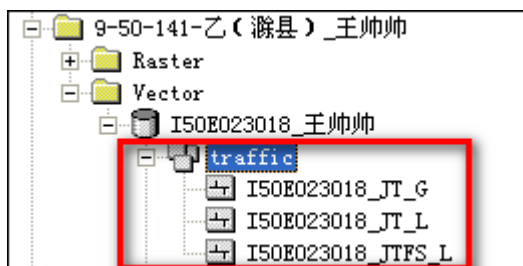 9-50-141-乙(滁县)_王帅帅
Raster
Vector
I50E023018_王帅帅
traffic
I50E023018_JT_G
I50E023018_JT_L
I50E023018_JTFS_L